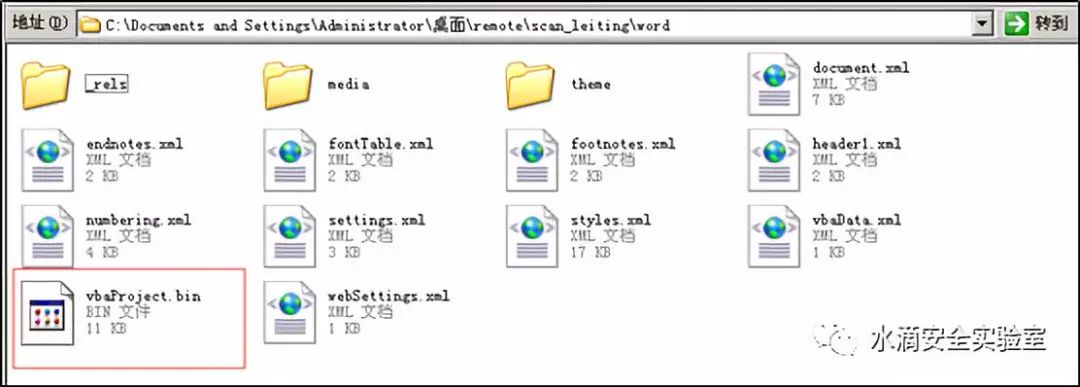 地址(D) C:\Documents and Settings\Administrator\桌面\remote\scan_leiting\word 转到
_rels
media
theme
document.xml
XML 文档
7 KB
endnotes.xml
XML 文档
2 KB
fontTable.xml
XML 文档
2 KB
footnotes.xml
XML 文档
2 KB
header1.xml
XML 文档
2 KB
numbering.xml
XML 文档
4 KB
settings.xml
XML 文档
3 KB
styles.xml
XML 文档
17 KB
vbaData.xml
XML 文档
1 KB
vbaProject.bin
BIN 文件
11 KB
webSettings.xml
XML 文档
1 KB
水滴安全实验室